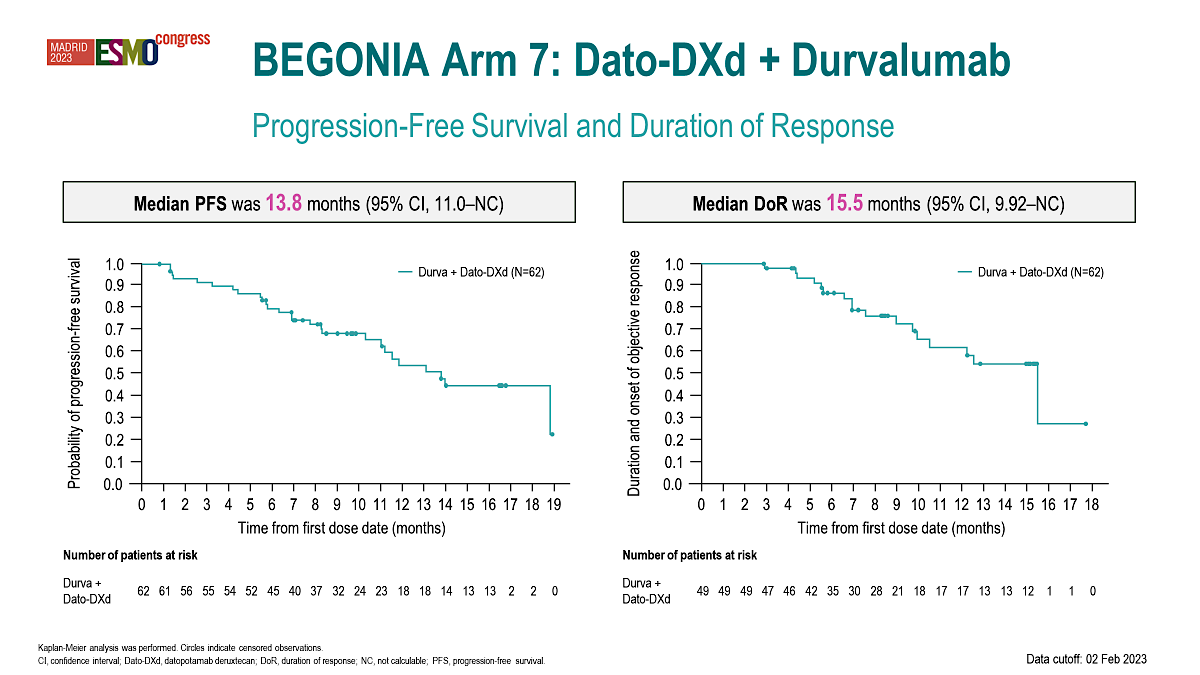 MADRID
2023
ESMO
congress
BEGONIA Arm 7: Dato-DXd + Durvalumab
Progression-Free Survival and Duration of Response
Median PFS was 13.8 months (95% CI, 11.0–NC)
Probability of progression-free survival
1.0
0.9
0.8
0.7
0.6
0.5
0.4
0.3
0.2
0.1
0.0
Durva + Dato-DXd (N=62)
0 1 2 3 4 5 6 7 8 9 10 11 12 13 14 15 16 17 18 19
Time from first dose date (months)
Number of patients at risk
Durva +
Dato-DXd
62 61 56 55 54 52 45 40 37 32 24 23 18 18 14 13 13 2 2 0
Median DoR was 15.5 months (95% CI, 9.92–NC)
Duration and onset of objective response
1.0
0.9
0.8
0.7
0.6
0.5
0.4
0.3
0.2
0.1
0.0
Durva + Dato-DXd (N=62)
0 1 2 3 4 5 6 7 8 9 10 11 12 13 14 15 16 17 18
Time from first dose date (months)
Number of patients at risk
Durva +
Dato-DXd
49 49 49 47 46 42 35 30 28 21 18 17 17 13 13 12 1 1 0
Kaplan-Meier analysis was performed. Circles indicate censored observations.
CI, confidence interval; Dato-DXd, datopotamab deruxtecan; DoR, duration of response; NC, not calculable; PFS, progression-free survival.
Data cutoff: 02 Feb 2023